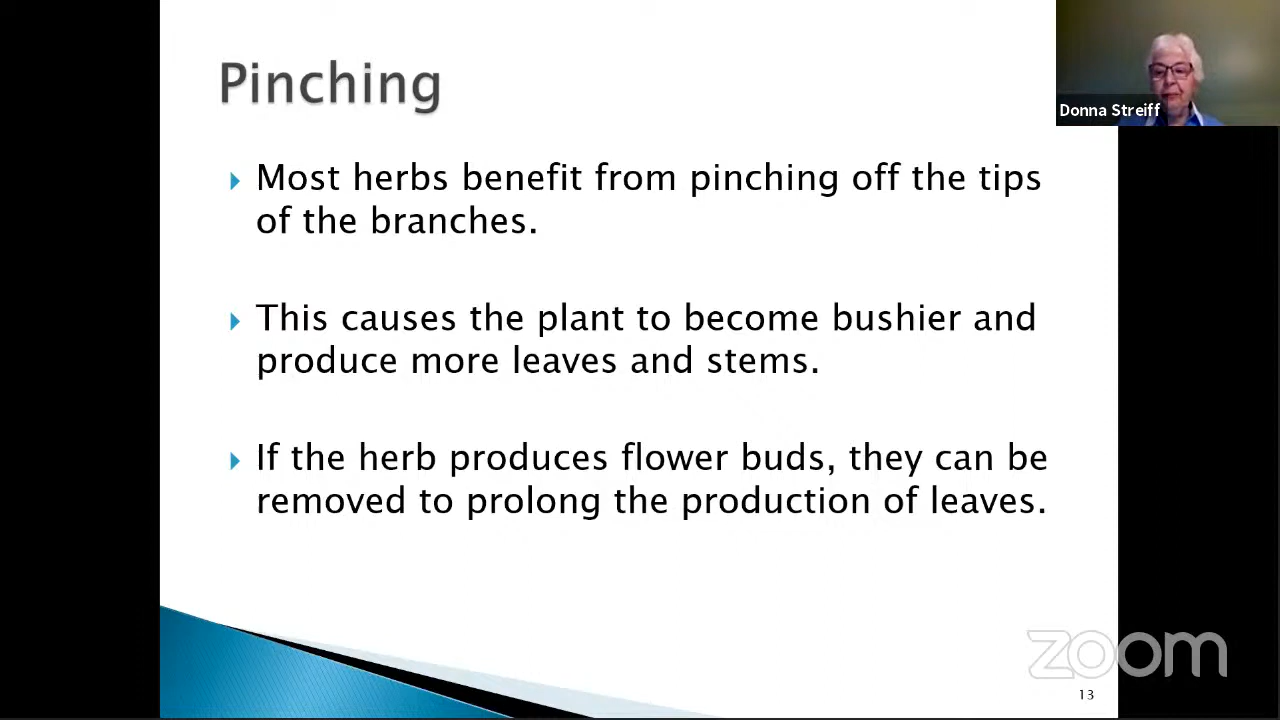 Pinching
Donna Streiff
Most herbs benefit from pinching off the tips
of the branches.
This causes the plant to become bushier and
produce more leaves and stems.
If the herb produces flower buds, they can be
removed to prolong the production of leaves.
zoom
13